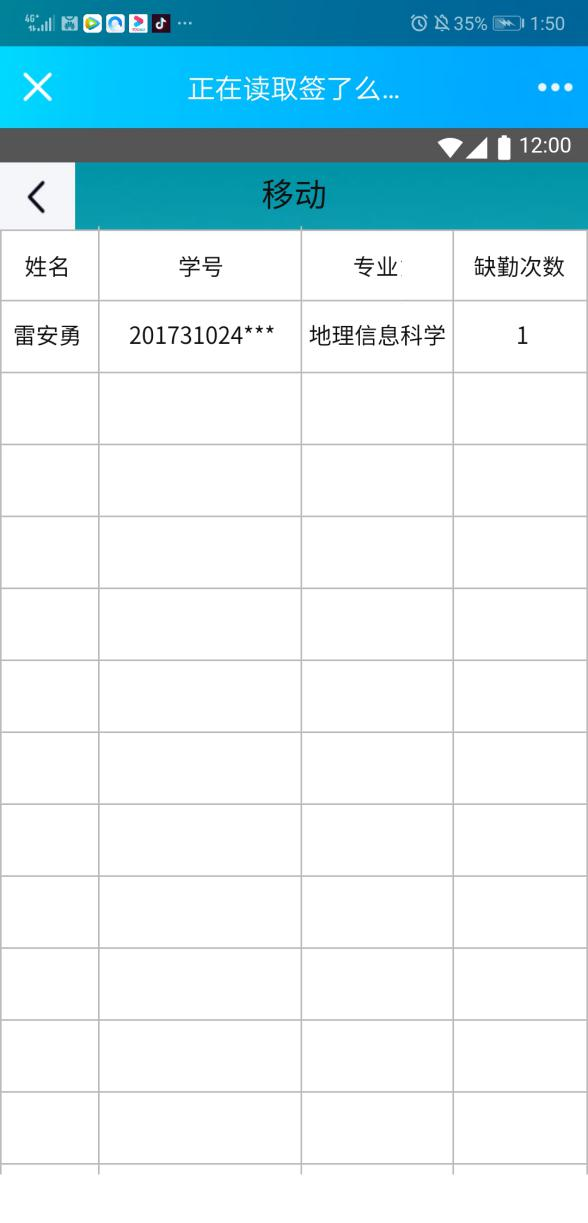 4G+ ... 35% 1:50
正在读取签了么...
12:00
移动
姓名 学号 专业 缺勤次数
雷安勇 201731024*** 地理信息科学 1